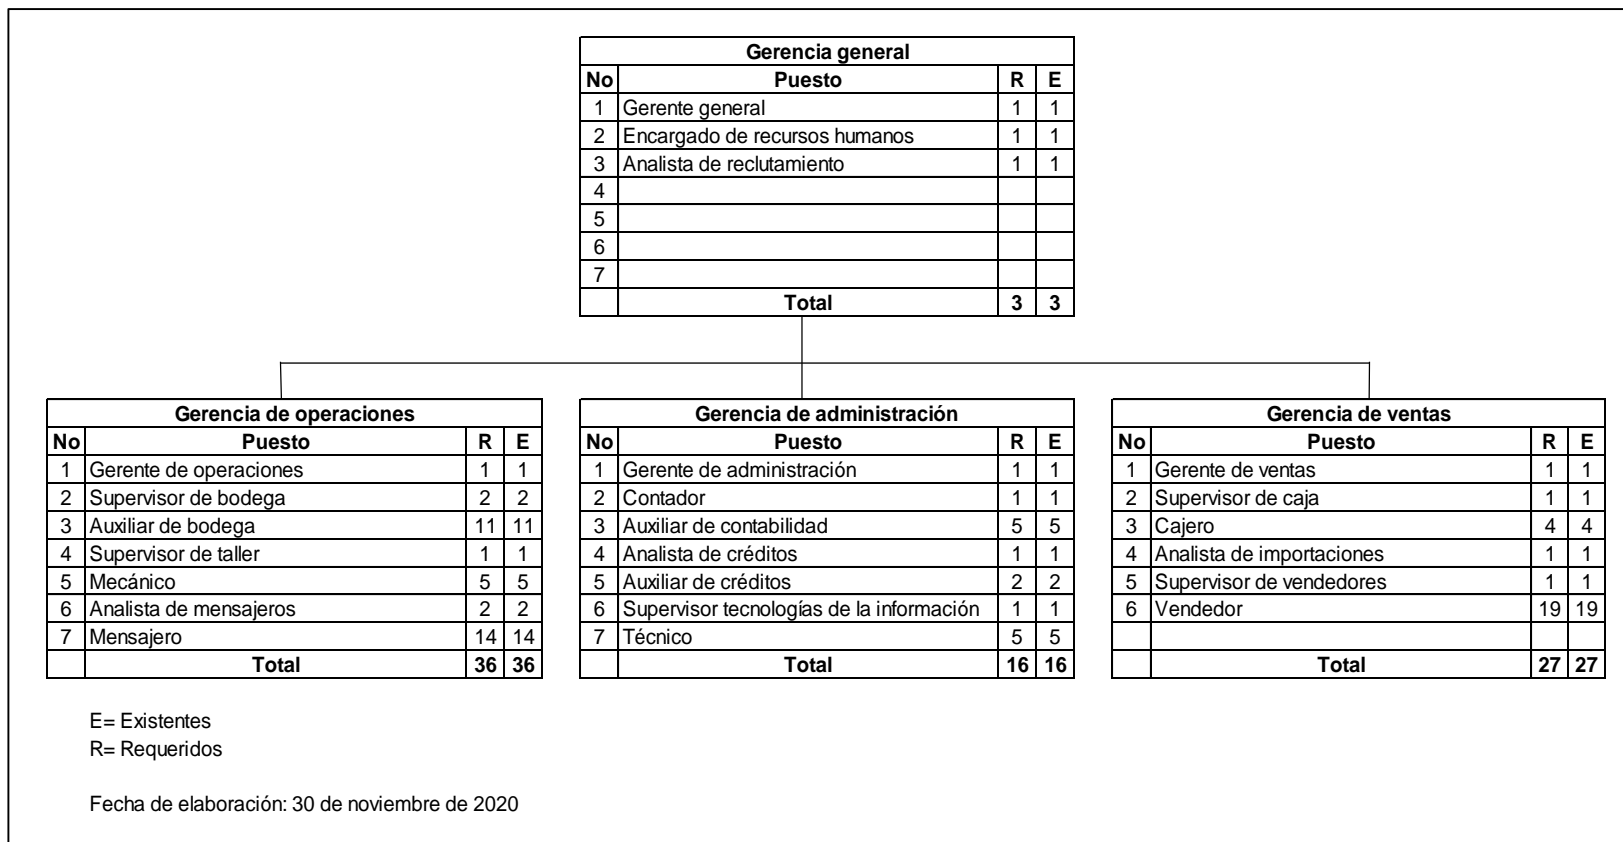 Gerencia general
No Puesto R E
1 Gerente general 1 1
2 Encargado de recursos humanos 1 1
3 Analista de reclutamiento 1 1
4
5
6
7
Total 3 3
Gerencia de operaciones
No Puesto R E
1 Gerente de operaciones 1 1
2 Supervisor de bodega 2 2
3 Auxiliar de bodega 11 11
4 Supervisor de taller 1 1
5 Mecánico 5 5
6 Analista de mensajeros 2 2
7 Mensajero 14 14
Total 36 36
Gerencia de administración
No Puesto R E
1 Gerente de administración 1 1
2 Contador 1 1
3 Auxiliar de contabilidad 5 5
4 Analista de créditos 1 1
5 Auxiliar de créditos 2 2
6 Supervisor tecnologías de la información 1 1
7 Técnico 5 5
Total 16 16
Gerencia de ventas
No Puesto R E
1 Gerente de ventas 1 1
2 Supervisor de caja 1 1
3 Cajero 4 4
4 Analista de importaciones 1 1
5 Supervisor de vendedores 1 1
6 Vendedor 19 19
Total 27 27
E= Existentes
R= Requeridos
Fecha de elaboración: 30 de noviembre de 2020